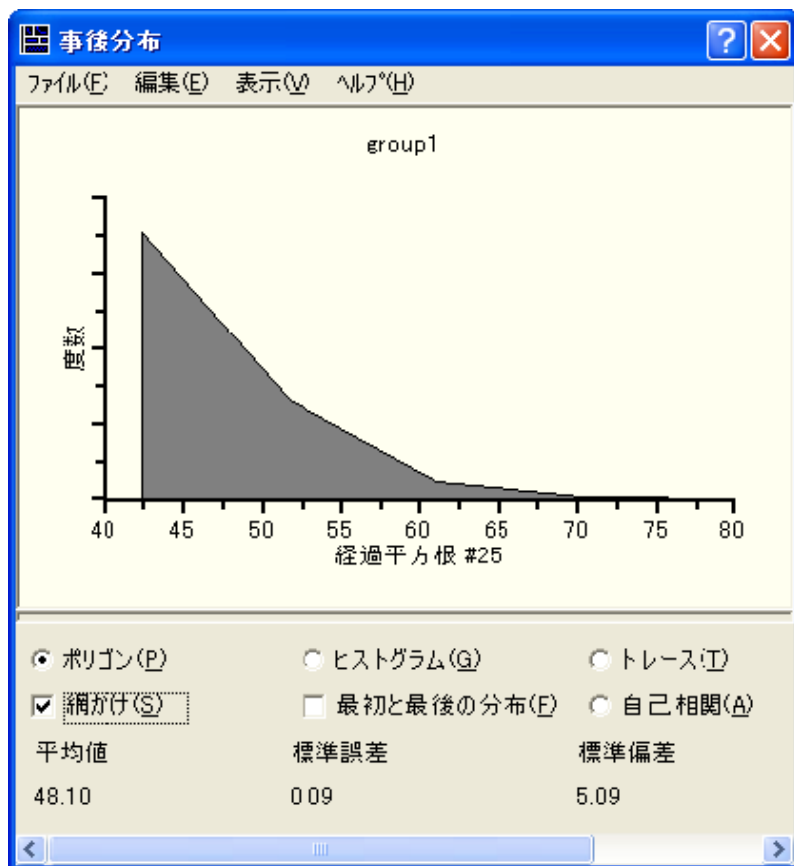 事後分布
ファイル(F) 編集(E) 表示(V) ヘルプ(H)
group1
度数
40 45 50 55 60 65 70 75 80
経過平方根 #25
ポリゴン(P) ヒストグラム(G) トレース(T)
網かけ(S) 最初と最後の分布(F) 自己相関(A)
平均値 標準誤差 標準偏差
48.10 0 09 5.09